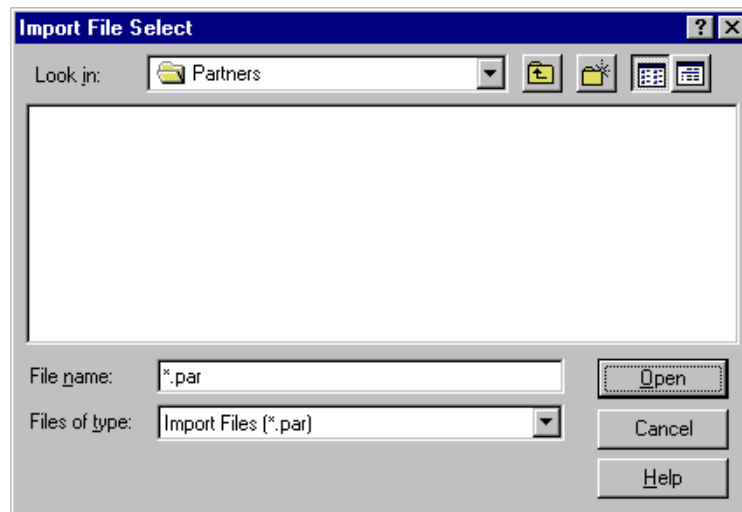 Import File Select
Look in: Partners
File name: *.par
Files of type: Import Files (*.par)
Open
Cancel
Help